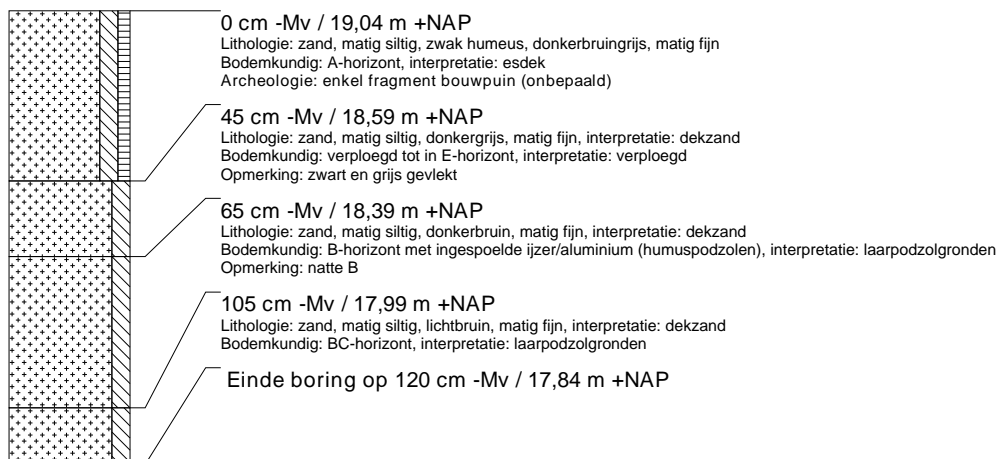 0 cm -Mv / 19,04 m +NAP
Lithologie: zand, matig siltig, zwak humeus, donkerbruingrijs, matig fijn
Bodemkundig: A-horizont, interpretatie: esdek
Archeologie: enkel fragment bouwpuin (onbepaald)
45 cm -Mv / 18,59 m +NAP
Lithologie: zand, matig siltig, donkergrijs, matig fijn, interpretatie: dekzand
Bodemkundig: verploegd tot in E-horizont, interpretatie: verploegd
Opmerking: zwart en grijs gevlekt
65 cm -Mv / 18,39 m +NAP
Lithologie: zand, matig siltig, donkerbruin, matig fijn, interpretatie: dekzand
Bodemkundig: B-horizont met ingespoelde ijzer/aluminium (humuspodzolen), interpretatie: laarpodzolgronden
Opmerking: natte B
105 cm -Mv / 17,99 m +NAP
Lithologie: zand, matig siltig, lichtbruin, matig fijn, interpretatie: dekzand
Bodemkundig: BC-horizont, interpretatie: laarpodzolgronden
Einde boring op 120 cm -Mv / 17,84 m +NAP